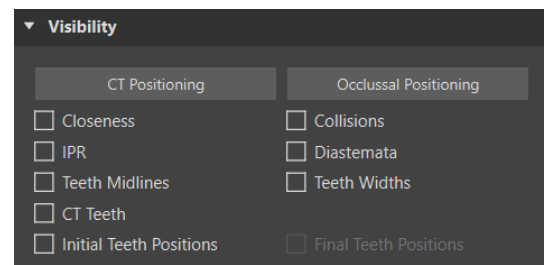 Visibility
CT Positioning Occlussal Positioning
Closeness Collisions
IPR Diastemata
Teeth Midlines Teeth Widths
CT Teeth
Initial Teeth Positions Final Teeth Positions